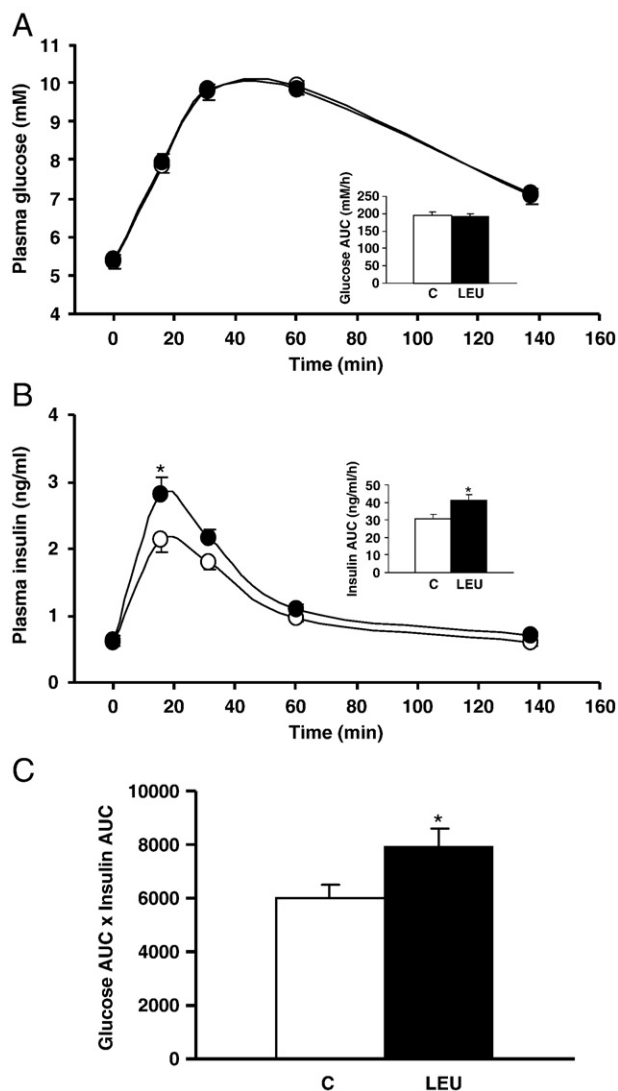 A
11
10
9
8
7
6
5
4
Plasma glucose (mM)
0 20 40 60 80 100 120 140 160
Time (min)
250
200
150
100
50
0
Glucose AUC (mM/h)
C LEU
B
4
3
2
1
0
Plasma insulin (ng/ml)
*
0 20 40 60 80 100 120 140 160
Time (min)
50
40
30
20
10
0
Insulin AUC (ng/ml/h)
*
C LEU
C
10000
8000
6000
4000
2000
0
Glucose AUC x Insulin AUC
*
C LEU